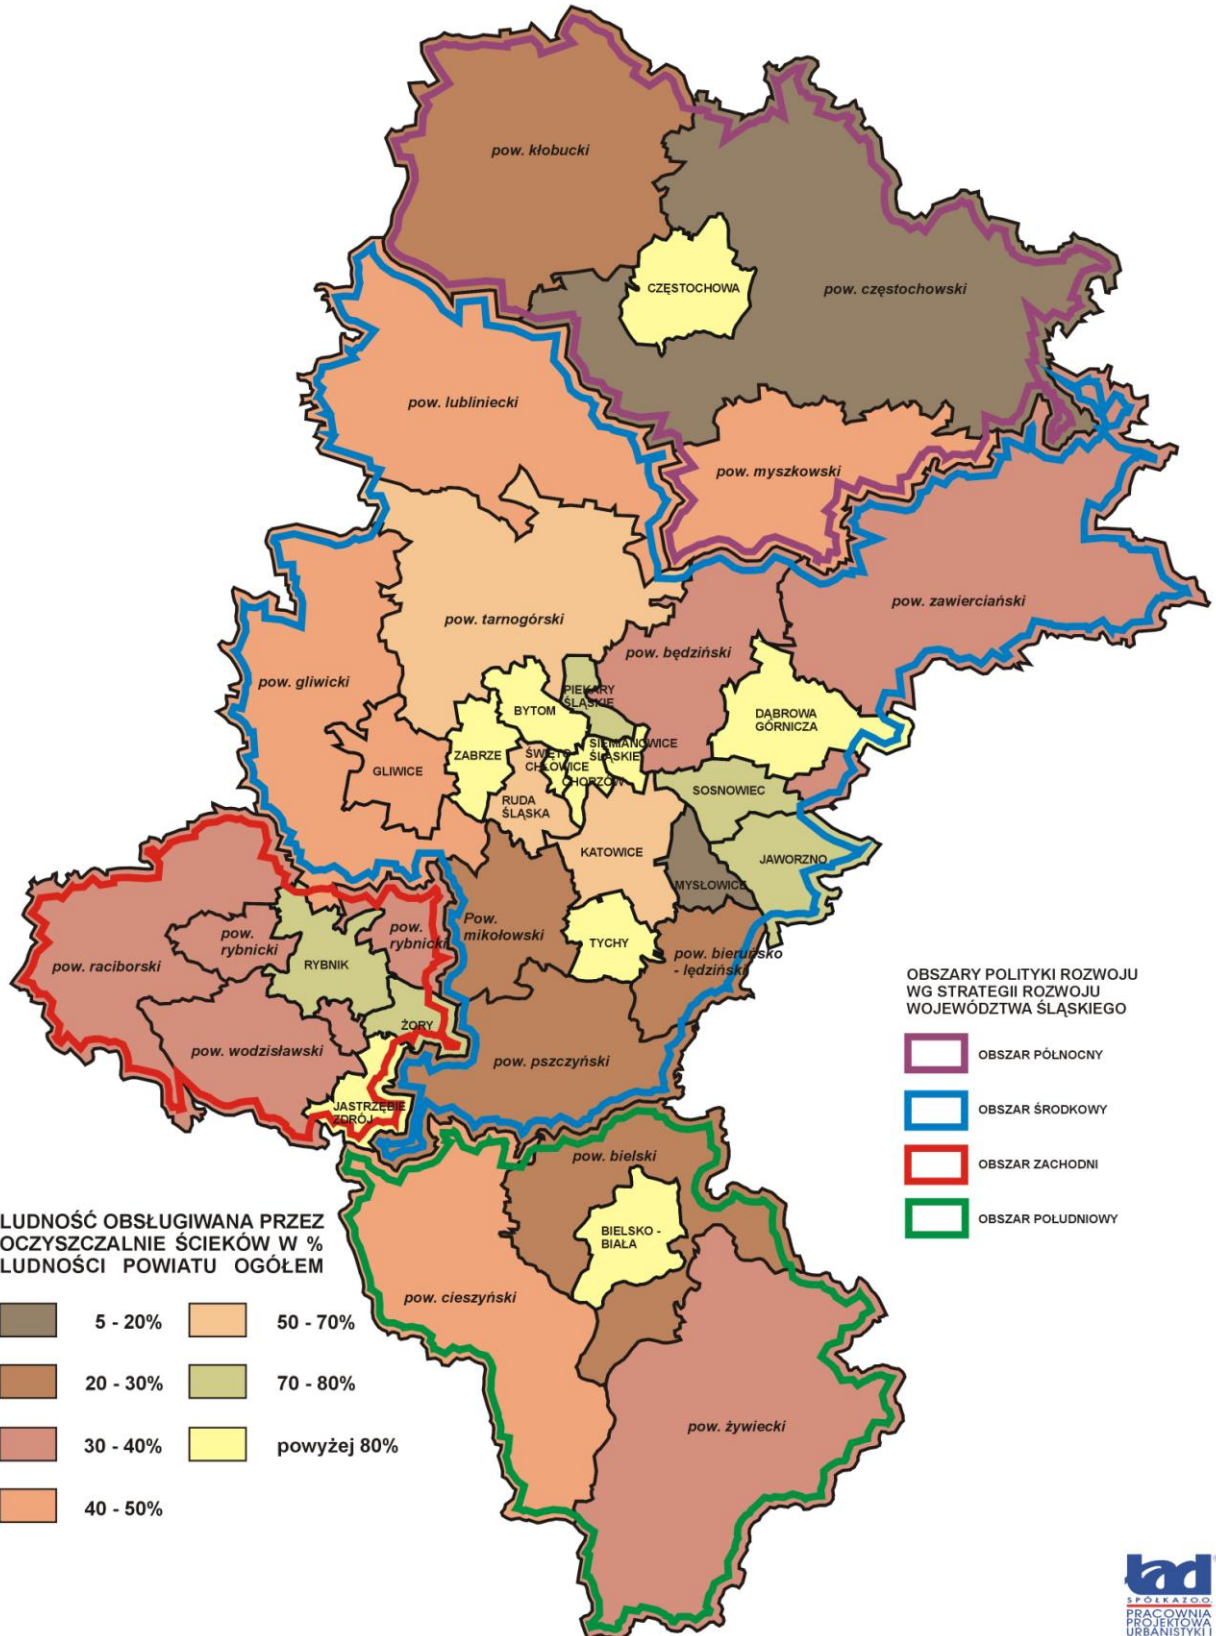 pow. kłobucki
CZĘSTOCHOWA
pow. częstochowski
pow. lubliniecki
pow. myszkowski
pow. zawierciański
pow. tarnogórski
pow. będziński
pow. gliwicki
PIEKARY
ŚLĄSKIE
BYTOM
DĄBROWA
GÓRNICZA
ZABRZE
ŚWIĘTO
CHŁOWICE
SIEMIANOWICE
ŚLĄSKIE
CHORZÓW
GLIWICE
SOSNOWIEC
RUDA
ŚLĄSKA
KATOWICE
JAWORZNO
MYSŁOWICE
Pow.
mikołowski
TYCHY
pow. bieruńsko
- lędziński
pow.
rybnicki
pow.
rybnicki
RYBNIK
pow. raciborski
ŻORY
pow. wodzisławski
pow. pszczyński
JASTRZĘBIE
ZDRÓJ
pow. bielski
BIELSKO -
BIAŁA
pow. cieszyński
pow. żywiecki
OBSZARY POLITYKI ROZWOJU
WG STRATEGII ROZWOJU
WOJEWÓDZTWA ŚLĄSKIEGO
OBSZAR PÓŁNOCNY
OBSZAR ŚRODKOWY
OBSZAR ZACHODNI
OBSZAR POŁUDNIOWY
LUDNOŚĆ OBSŁUGIWANA PRZEZ
OCZYSZCZALNIE ŚCIEKÓW W %
LUDNOŚCI POWIATU OGÓŁEM
5 - 20%
20 - 30%
30 - 40%
40 - 50%
50 - 70%
70 - 80%
powyżej 80%
ład
SPÓŁKA Z O.O.
PRACOWNIA
PROJEKTOWA
URBANISTYKI I